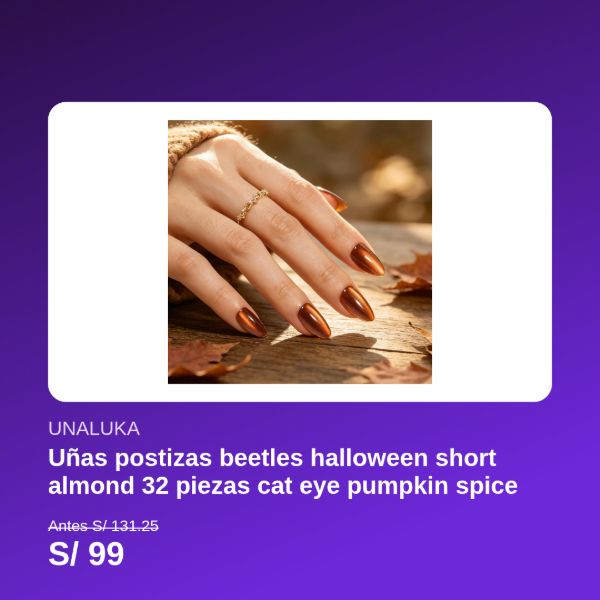 UNALUKA
Uñas postizas beetles halloween short
almond 32 piezas cat eye pumpkin spice
Antes S/ 131.25
S/ 99